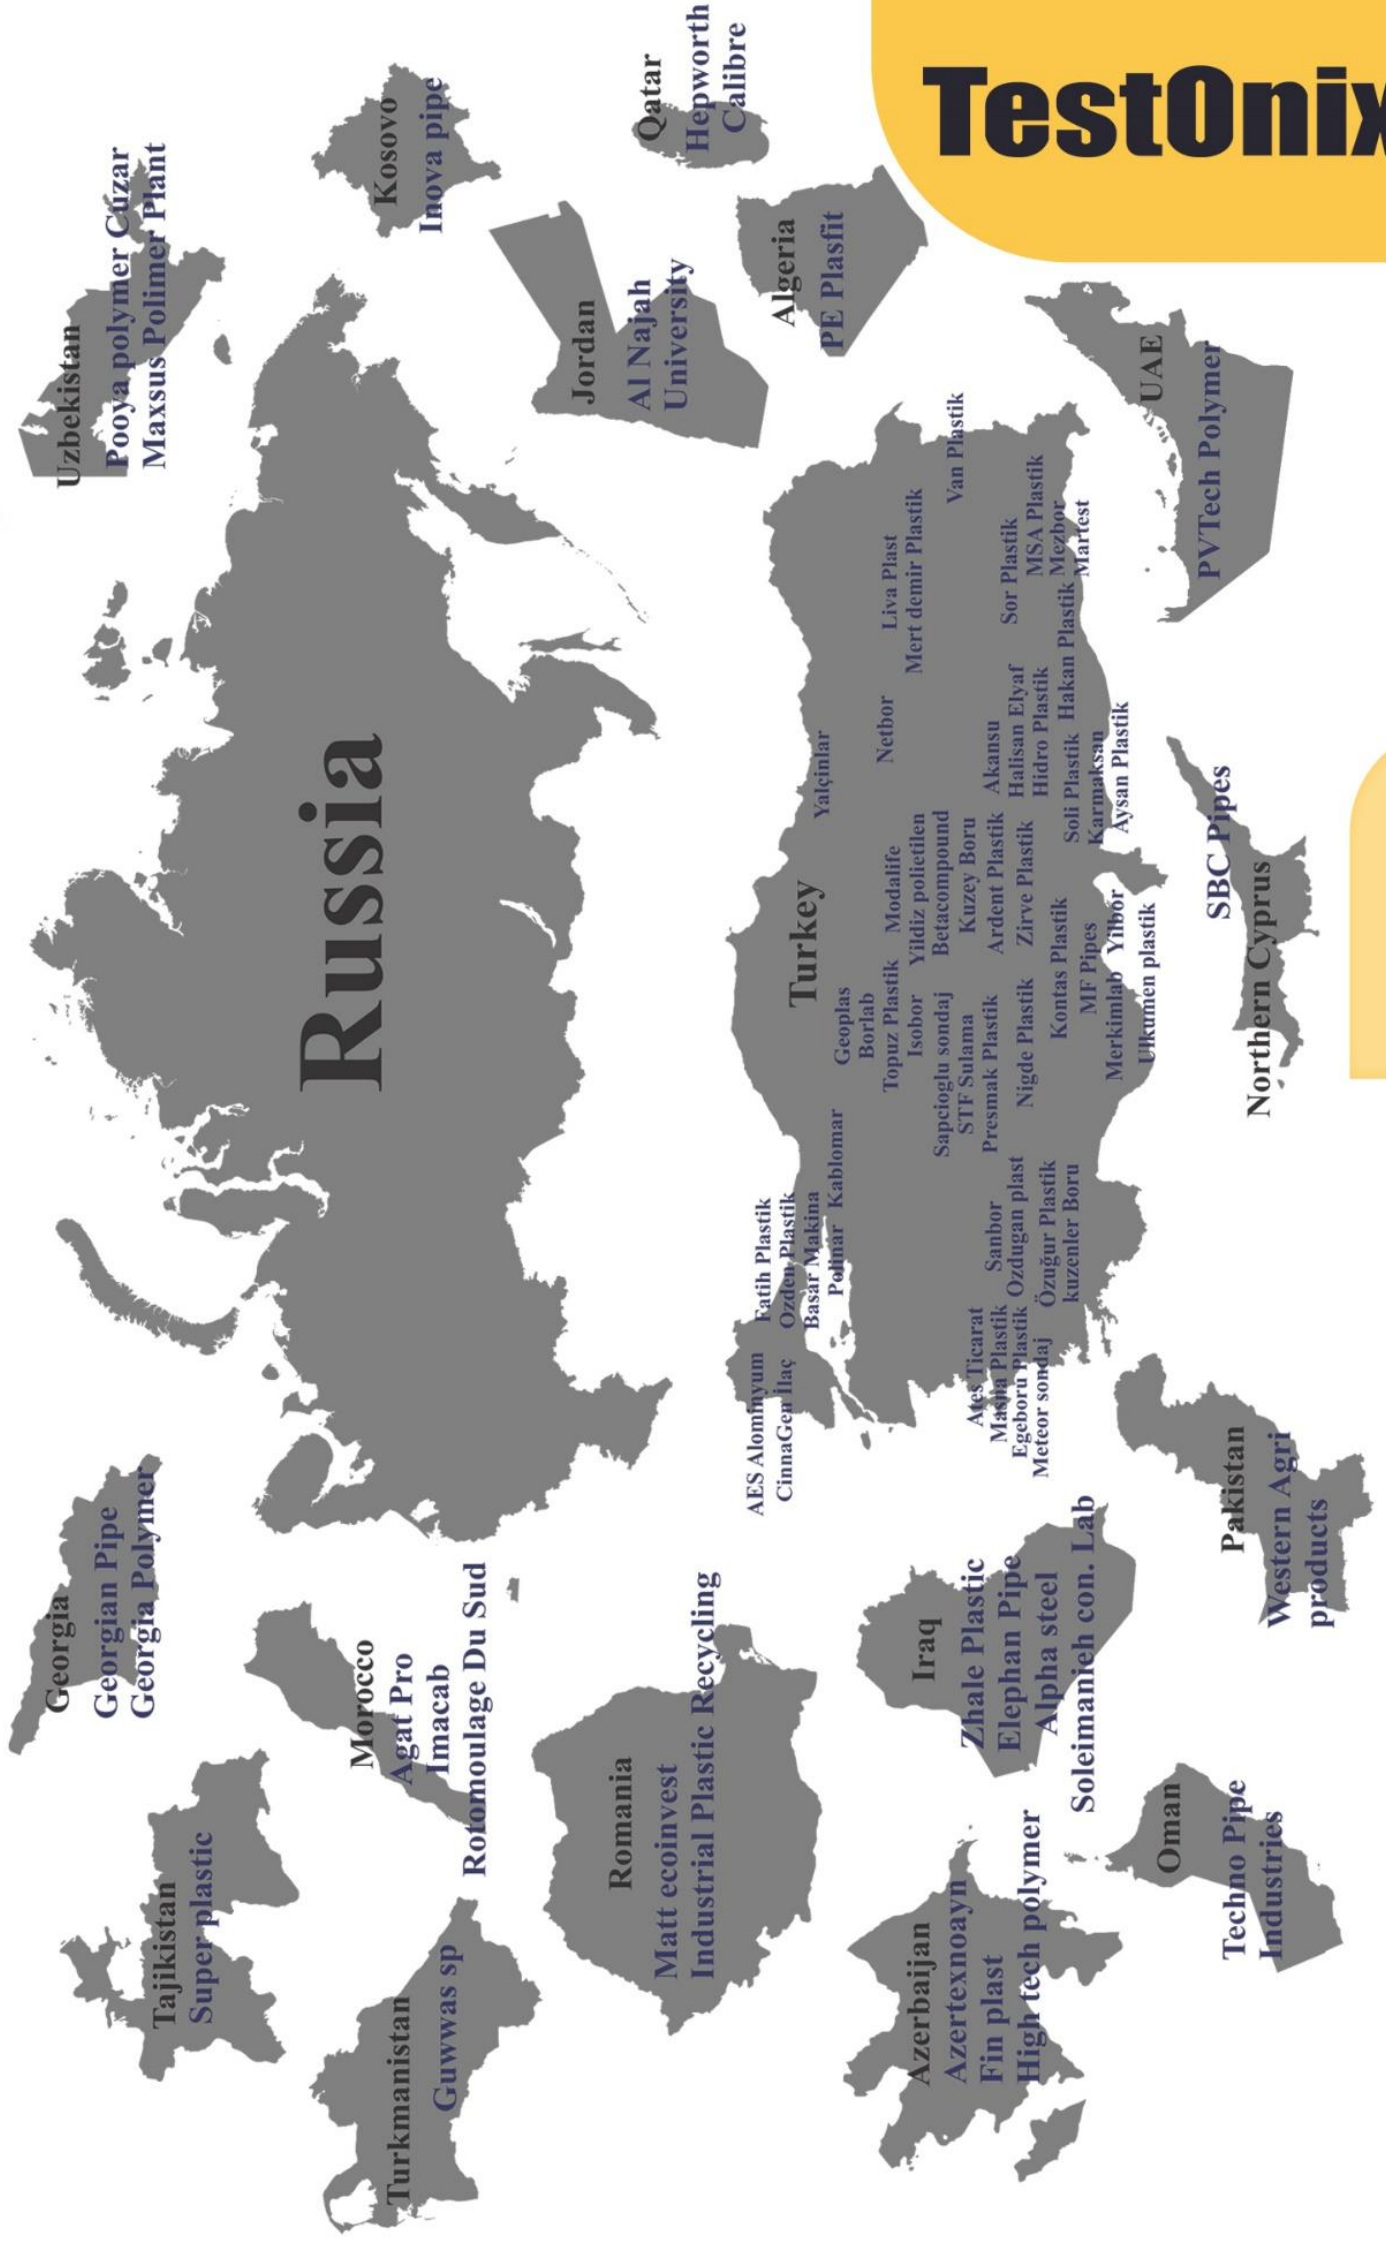 Georgia
Georgian Pipe
Georgia Polymer
Tajikistan
Superplastic
Turkmanistan
Guwwas sp
Morocco
Agat Pro
Imacab
Rotomoulage Du Sud
Russia
Uzbekistan
Pooya polymer Cuzar
Maxsus Polimer Plant
Kosovo
Inova pipe
Romania
Matt ecoinvest
Industrial Plastic Recycling
Jordan
Al Najah
University
Qatar
Hepworth
Calibre
Algeria
PE Plasfit
Azerbaijan
Azertexnoayn
Fin plast
High tech polymer
Iraq
Zhale Plastic
Elephan Pipe
Alpha steel
Soleimanieh con. Lab
Turkey
AES Alominyum
CinnaGen İlaç
Fatih Plastik
Ozden Plastik
Basar Makina
Polimar Kablomar
Ates Ticarat
Masna Plastik
Egeboru Plastik
Meteor sondaj
Sanbor
Ozdugan plast
Özuğur Plastik
kuzenler Boru
Geoplas
Borlab
Topuz Plastik
Isobor
Sapcioglu sondaj
STF Sulama
Presmak Plastik
Nigde Plastik
Modalife
Yildiz polietilen
Betacompound
Kuzey Boru
Ardent Plastik
Zirve Plastik
Kontas Plastik
MF Pipes
Merkimlab Yilbor
Ulkumen plastik
Yalçinlar
Netbor
Akansu
Halisan Elyaf
Hidro Plastik
Soli Plastik Hakan Plastik
Karmaksan
Aysan Plastik
Liva Plast
Mert demir Plastik
Van Plastik
Sor Plastik
MSA Plastik
Mezbor
Martest
Oman
Techno Pipe
Industries
Pakistan
Western Agri
products
SBC Pipes
Northern Cyprus
UAE
PVTech Polymer
TestOnix